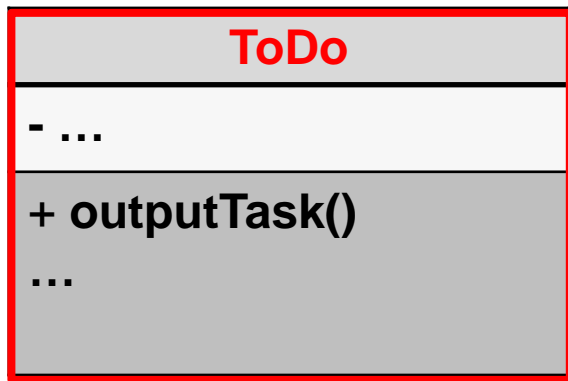 ToDo
- …
+ outputTask()
…